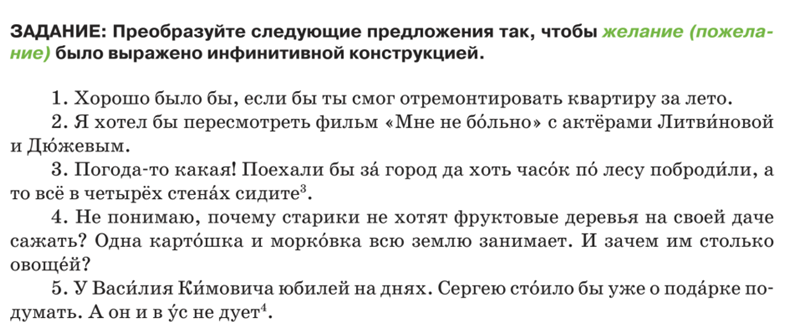 ЗАДАНИЕ: Преобразуйте следующие предложения так, чтобы желание (пожела-
ние) было выражено инфинитивной конструкцией.
1. Хорошо было бы, если бы ты смог отремонтировать квартиру за лето.
2. Я хотел бы пересмотреть фильм «Мне не бо́льно» с актёрами Литви́новой
и Дю́жевым.
3. Погода-то какая! Поехали бы за́ город да хоть часо́к по́ лесу поброди́ли, а
то всё в четырёх стена́х сидите³.
4. Не понимаю, почему старики не хотят фруктовые деревья на своей даче
сажать? Одна карто́шка и морко́вка всю землю занимает. И зачем им столько
овоще́й?
5. У Васи́лия Ки́мовича юбилей на днях. Сергею сто́ило бы уже о пода́рке по-
думать. А он и в у́с не дует⁴.